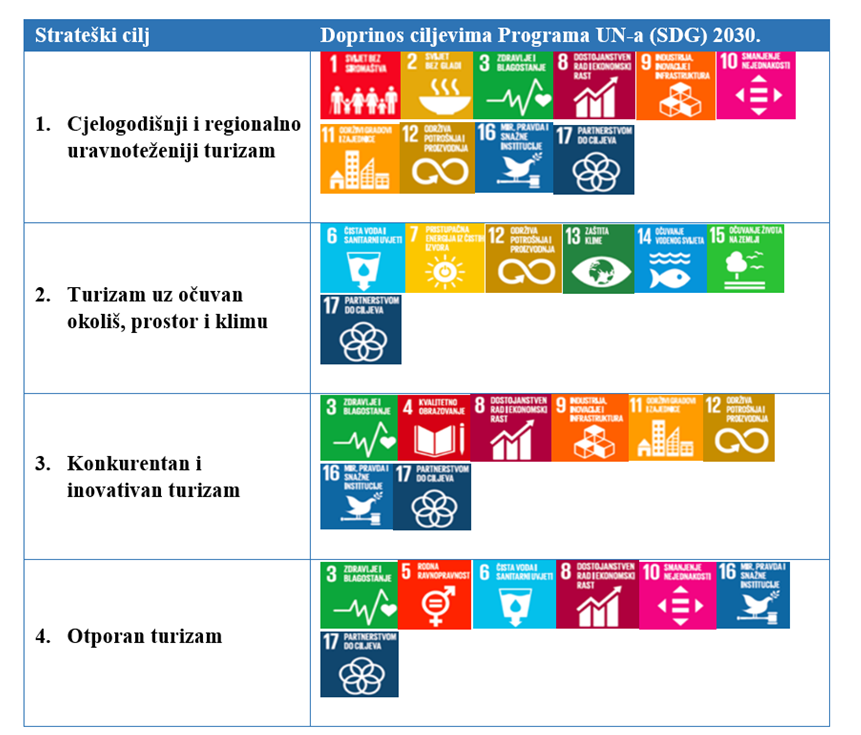 Strateški cilj
Doprinos ciljevima Programa UN-a (SDG) 2030.
1. Cjelogodišnji i regionalno
uravnoteženiji turizam
1 SVIJET BEZ
SIROMAŠTVA
2 SVIJET
BEZ GLADI
3 ZDRAVLJE I
BLAGOSTANJE
8 DOSTOJANSTVEN
RAD I EKONOMSKI
RAST
9 INDUSTRIJA,
INOVACIJE I
INFRASTRUKTURA
10 SMANJENJE
NEJEDNAKOSTI
11 ODRŽIVI GRADOVI
I ZAJEDNICE
12 ODRŽIVA
POTROŠNJA I
PROIZVODNJA
16 MIR, PRAVDA I
SNAŽNE
INSTITUCIJE
17 PARTNERSTVOM
DO CILJEVA
2. Turizam uz očuvan
okoliš, prostor i klimu
6 ČISTA VODA I
SANITARNI UVJETI
7 PRISTUPAČNA
ENERGIJA IZ ČISTIH
IZVORA
12 ODRŽIVA
POTROŠNJA I
PROIZVODNJA
13 ZAŠTITA
KLIME
14 OČUVANJE
VODENOG SVIJETA
15 OČUVANJE ŽIVOTA
NA ZEMLJI
17 PARTNERSTVOM
DO CILJEVA
3. Konkurentan i
inovativan turizam
3 ZDRAVLJE I
BLAGOSTANJE
4 KVALITETNO
OBRAZOVANJE
8 DOSTOJANSTVEN
RAD I EKONOMSKI
RAST
9 INDUSTRIJA,
INOVACIJE I
INFRASTRUKTURA
11 ODRŽIVI GRADOVI
I ZAJEDNICE
12 ODRŽIVA
POTROŠNJA I
PROIZVODNJA
16 MIR, PRAVDA I
SNAŽNE
INSTITUCIJE
17 PARTNERSTVOM
DO CILJEVA
4. Otporan turizam
3 ZDRAVLJE I
BLAGOSTANJE
5 RODNA
RAVNOPRAVNOST
6 ČISTA VODA I
SANITARNI UVJETI
8 DOSTOJANSTVEN
RAD I EKONOMSKI
RAST
10 SMANJENJE
NEJEDNAKOSTI
16 MIR, PRAVDA I
SNAŽNE
INSTITUCIJE
17 PARTNERSTVOM
DO CILJEVA